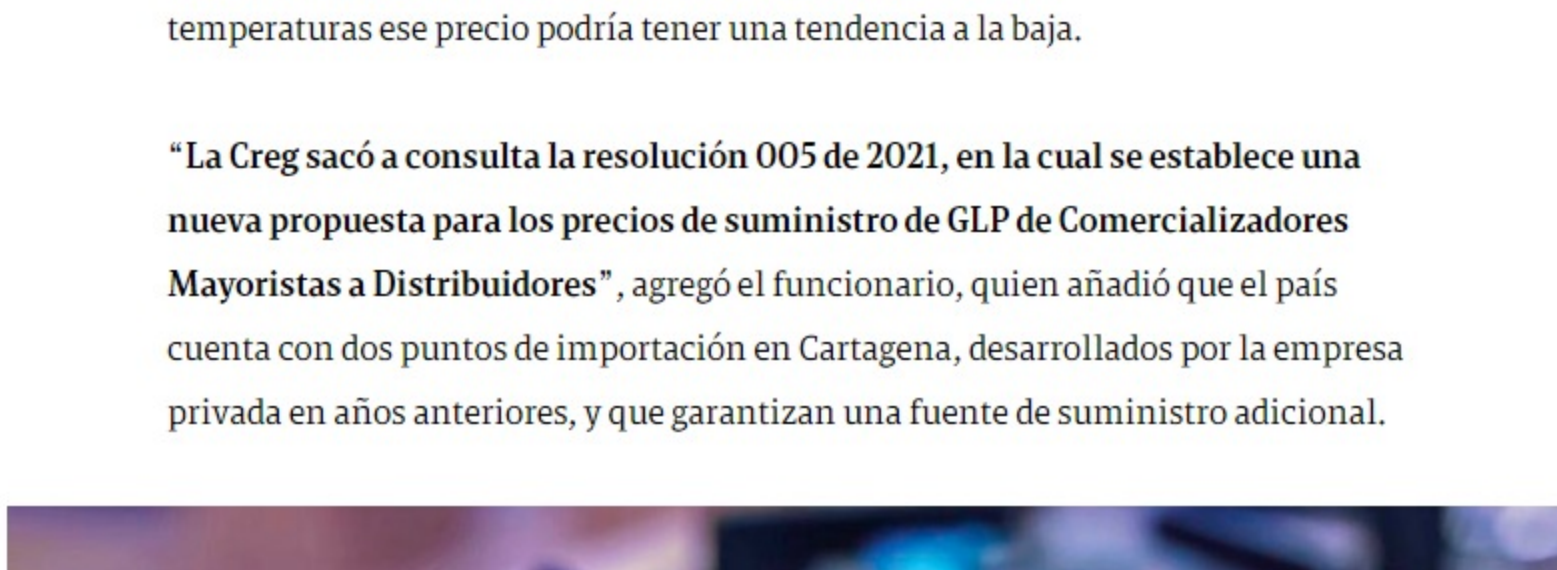 temperaturas ese precio podría tener una tendencia a la baja.
“La Creg sacó a consulta la resolución 005 de 2021, en la cual se establece una
nueva propuesta para los precios de suministro de GLP de Comercializadores
Mayoristas a Distribuidores”, agregó el funcionario, quien añadió que el país
cuenta con dos puntos de importación en Cartagena, desarrollados por la empresa
privada en años anteriores, y que garantizan una fuente de suministro adicional.